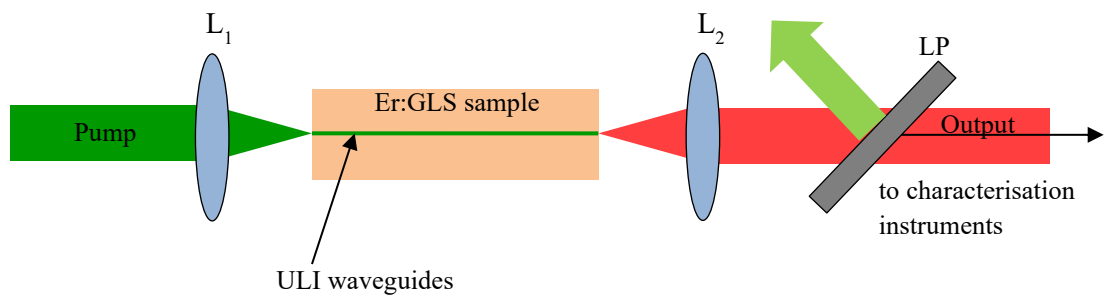 L1
L2
LP
Er:GLS sample
Pump
Output
to characterisation
instruments
ULI waveguides